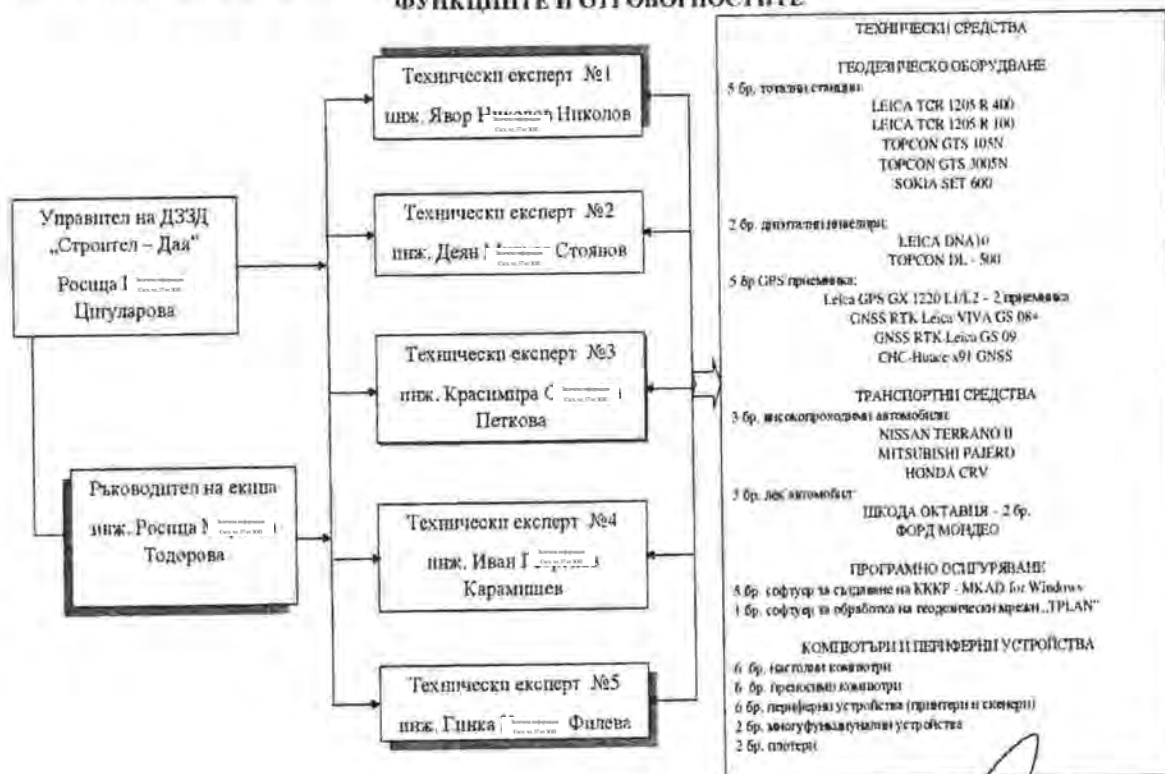 ФУНКЦИИТЕ И ОТГОВОРНОСТИТЕ
Управител на ДЗЗД
„Строител – Дая“
Росица
Цигуларова
Ръководител на екипа
инж. Росица
Тодорова
Технически експерт №1
инж. Явор Николов
Технически експерт №2
инж. Деян Стоянов
Технически експерт №3
инж. Красимира С
Петкова
Технически експерт №4
инж. Иван
Карамишев
Технически експерт №5
инж. Гинка Филева
ТЕХНИЧЕСКИ СРЕДСТВА
ГЕОДЕЗИЧЕСКО ОБОРУДВАНЕ
5 бр. тотални станции:
LEICA TCR 1205 R 400
LEICA TCR 1205 R 100
TOPCON GTS 105N
TOPCON GTS 3005N
SOKIA SET 600
2 бр. дигитални нивелири:
LEICA DNA10
TOPCON DL - 500
5 бр GPS приемника:
Leica GPS GX 1220 L1/L2 - 2 приемника
GNSS RTK Leica VIVA GS 08+
GNSS RTK Leica GS 09
CHC-Huace x91 GNSS
ТРАНСПОРТНИ СРЕДСТВА
3 бр. високопроходими автомобили:
NISSAN TERRANO II
MITSUBISHI PAJERO
HONDA CRV
3 бр. лек автомобил:
ШКОДА ОКТАВИЯ - 2 бр.
ФОРД МОНДЕО
ПРОГРАМНО ОСИГУРЯВАНЕ
5 бр. софтуер за създаване на КККР - MKAD for Windows
1 бр. софтуер за обработка на геодезически мрежи „TPLAN“
КОМПЮТЪРИ И ПЕРИФЕРНИ УСТРОЙСТВА
6 бр. настолни компютри
6 бр. преносими компютри
6 бр. периферни устройства (принтери и скенери)
2 бр. многофункционални устройства
2 бр. плотери